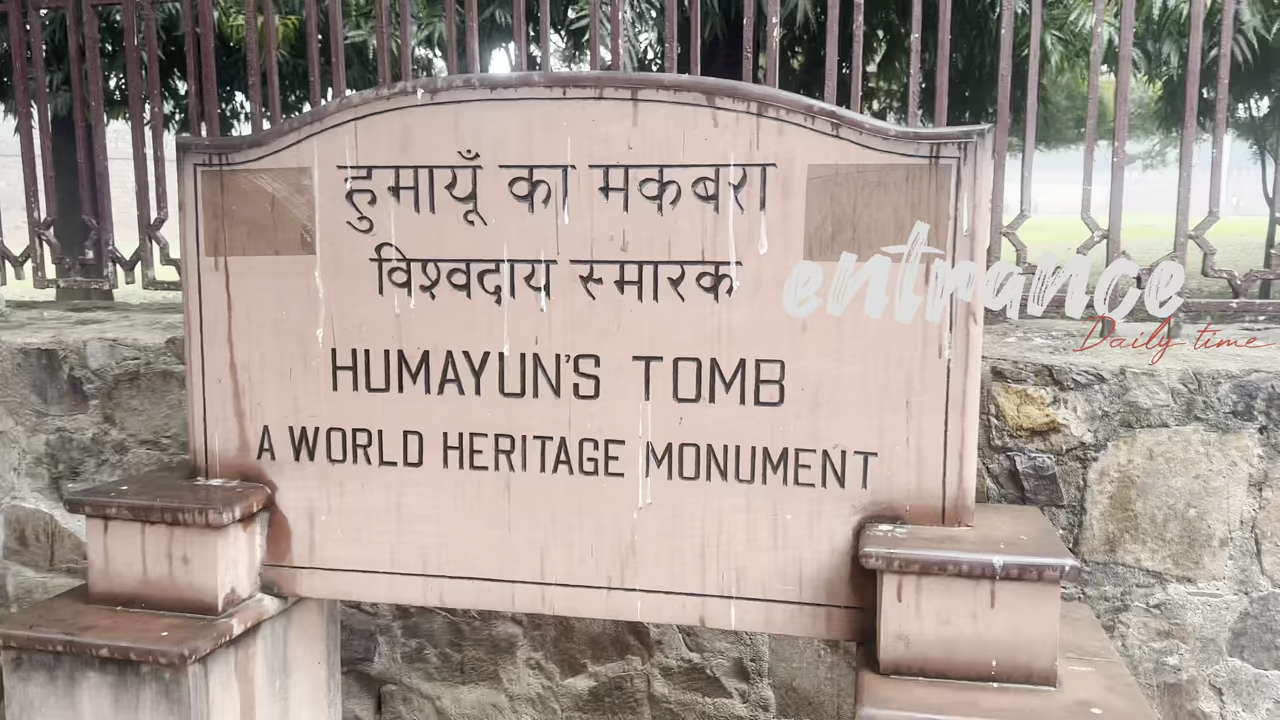 हुमायूँ का मकबरा
विश्वदाय स्मारक
HUMAYUN'S TOMB
A WORLD HERITAGE MONUMENT
entrance
Daily time